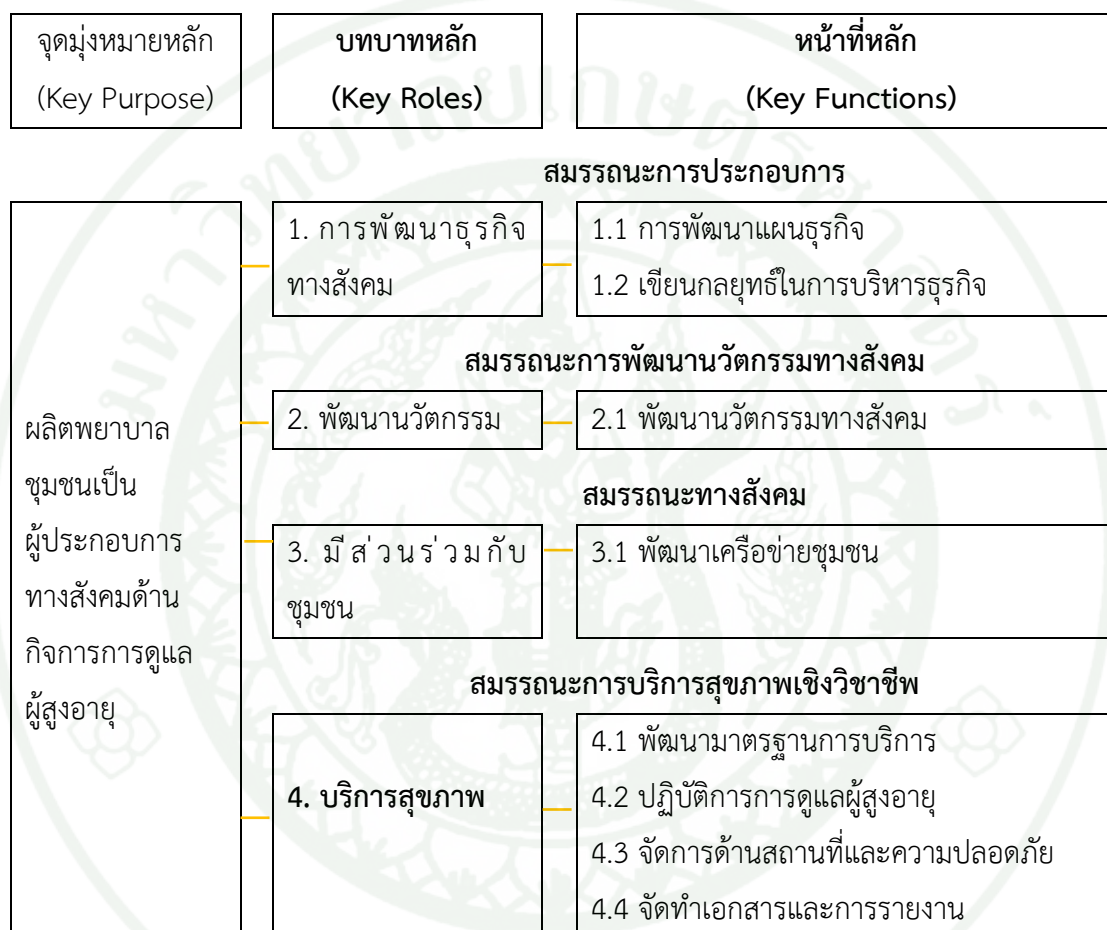 จุดมุ่งหมายหลัก
(Key Purpose)
บทบาทหลัก
(Key Roles)
หน้าที่หลัก
(Key Functions)
สมรรถนะการประกอบการ
1. การพัฒนาธุรกิจ
ทางสังคม
1.1 การพัฒนาแผนธุรกิจ
1.2 เขียนกลยุทธ์ในการบริหารธุรกิจ
สมรรถนะการพัฒนานวัตกรรมทางสังคม
2. พัฒนานวัตกรรม
2.1 พัฒนานวัตกรรมทางสังคม
ผลิตพยาบาล
ชุมชนเป็น
ผู้ประกอบการ
ทางสังคมด้าน
กิจการการดูแล
ผู้สูงอายุ
สมรรถนะทางสังคม
3. มีส่วนร่วมกับ
ชุมชน
3.1 พัฒนาเครือข่ายชุมชน
สมรรถนะการบริการสุขภาพเชิงวิชาชีพ
4. บริการสุขภาพ
4.1 พัฒนามาตรฐานการบริการ
4.2 ปฏิบัติการการดูแลผู้สูงอายุ
4.3 จัดการด้านสถานที่และความปลอดภัย
4.4 จัดทำเอกสารและการรายงาน
มหาวิทยาลัยเกษตรศาสตร์